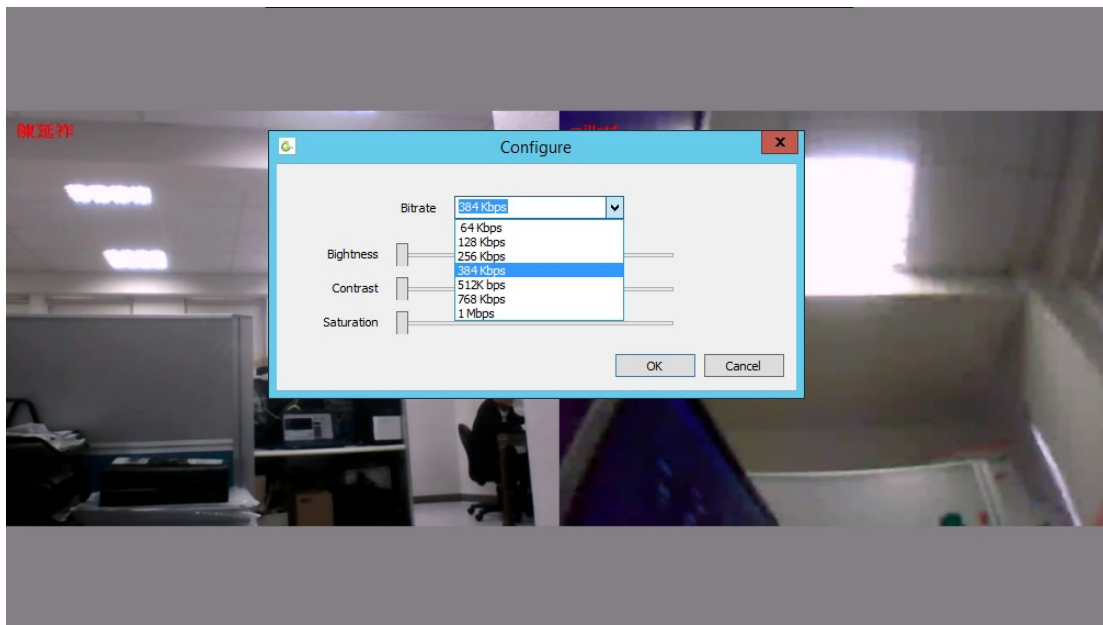 陳延祚
Configure
Bitrate
384 Kbps
64 Kbps
128 Kbps
256 Kbps
384 Kbps
512K bps
768 Kbps
1 Mbps
Bightness
Contrast
Saturation
OK
Cancel